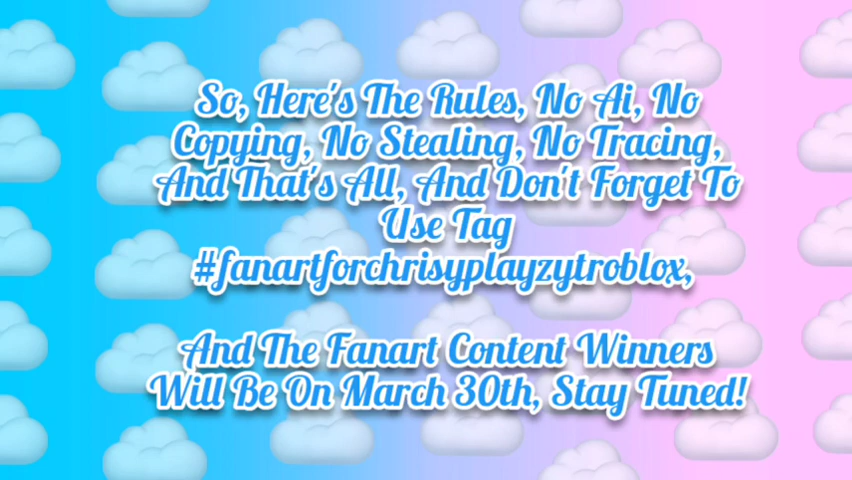 So, Here's The Rules, No Ai, No
Copying, No Stealing, No Tracing,
And That's All, And Don't Forget To
Use Tag
#fanartforchrisyplayzytroblox,
And The Fanart Content Winners
Will Be On March 30th, Stay Tuned!